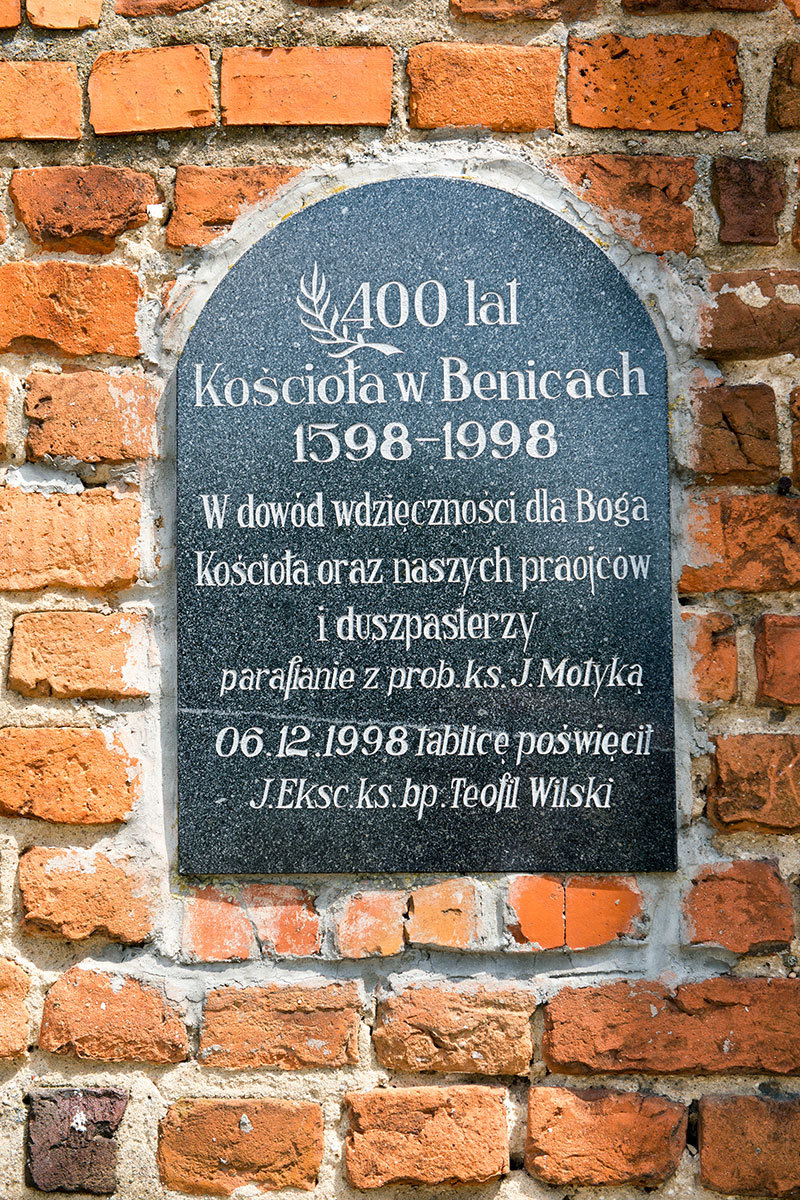 400 lat
Kościoła w Benicach
1598-1998
W dowód wdzięcznosci dla Boga
Kościoła oraz naszych praojców
i duszpasterzy
parafianie z prob.ks. J.Motyką
06.12.1998 tablicę poświęcił
J.Eksc.ks.bp.Teofil Wilski